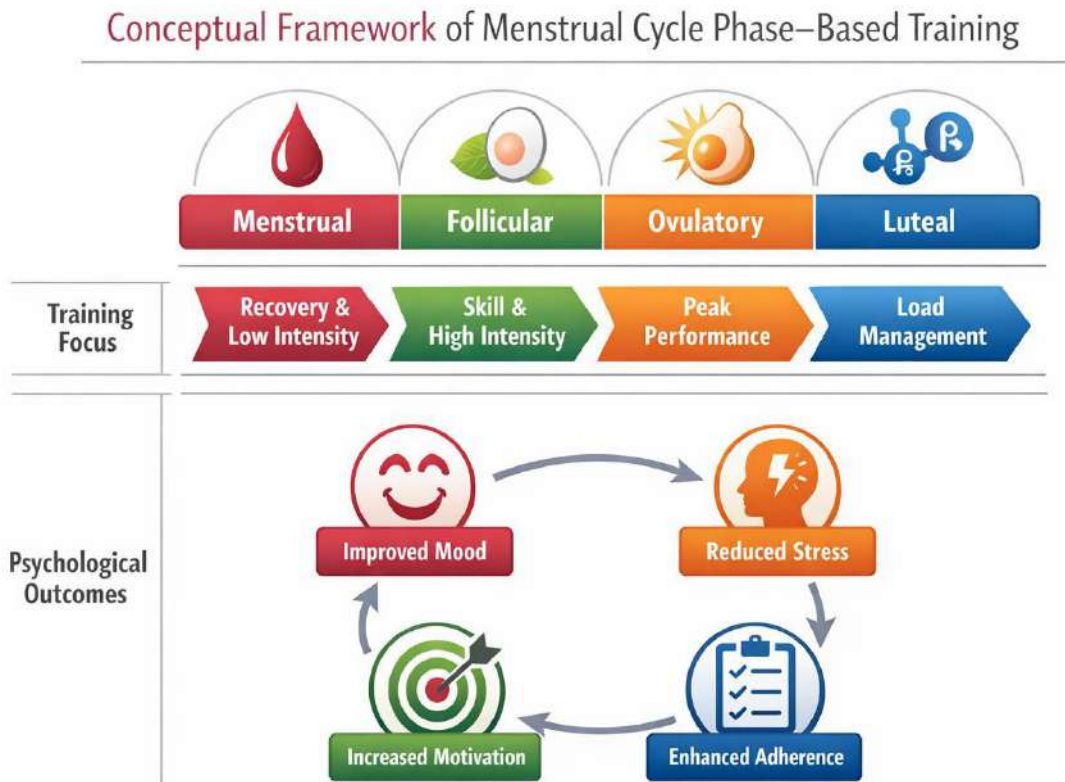 Conceptual Framework of Menstrual Cycle Phase–Based Training
Menstrual
Follicular
Ovulatory
Luteal
Training
Focus
Recovery &
Low Intensity
Skill &
High Intensity
Peak
Performance
Load
Management
Psychological
Outcomes
Improved Mood
Reduced Stress
Increased Motivation
Enhanced Adherence